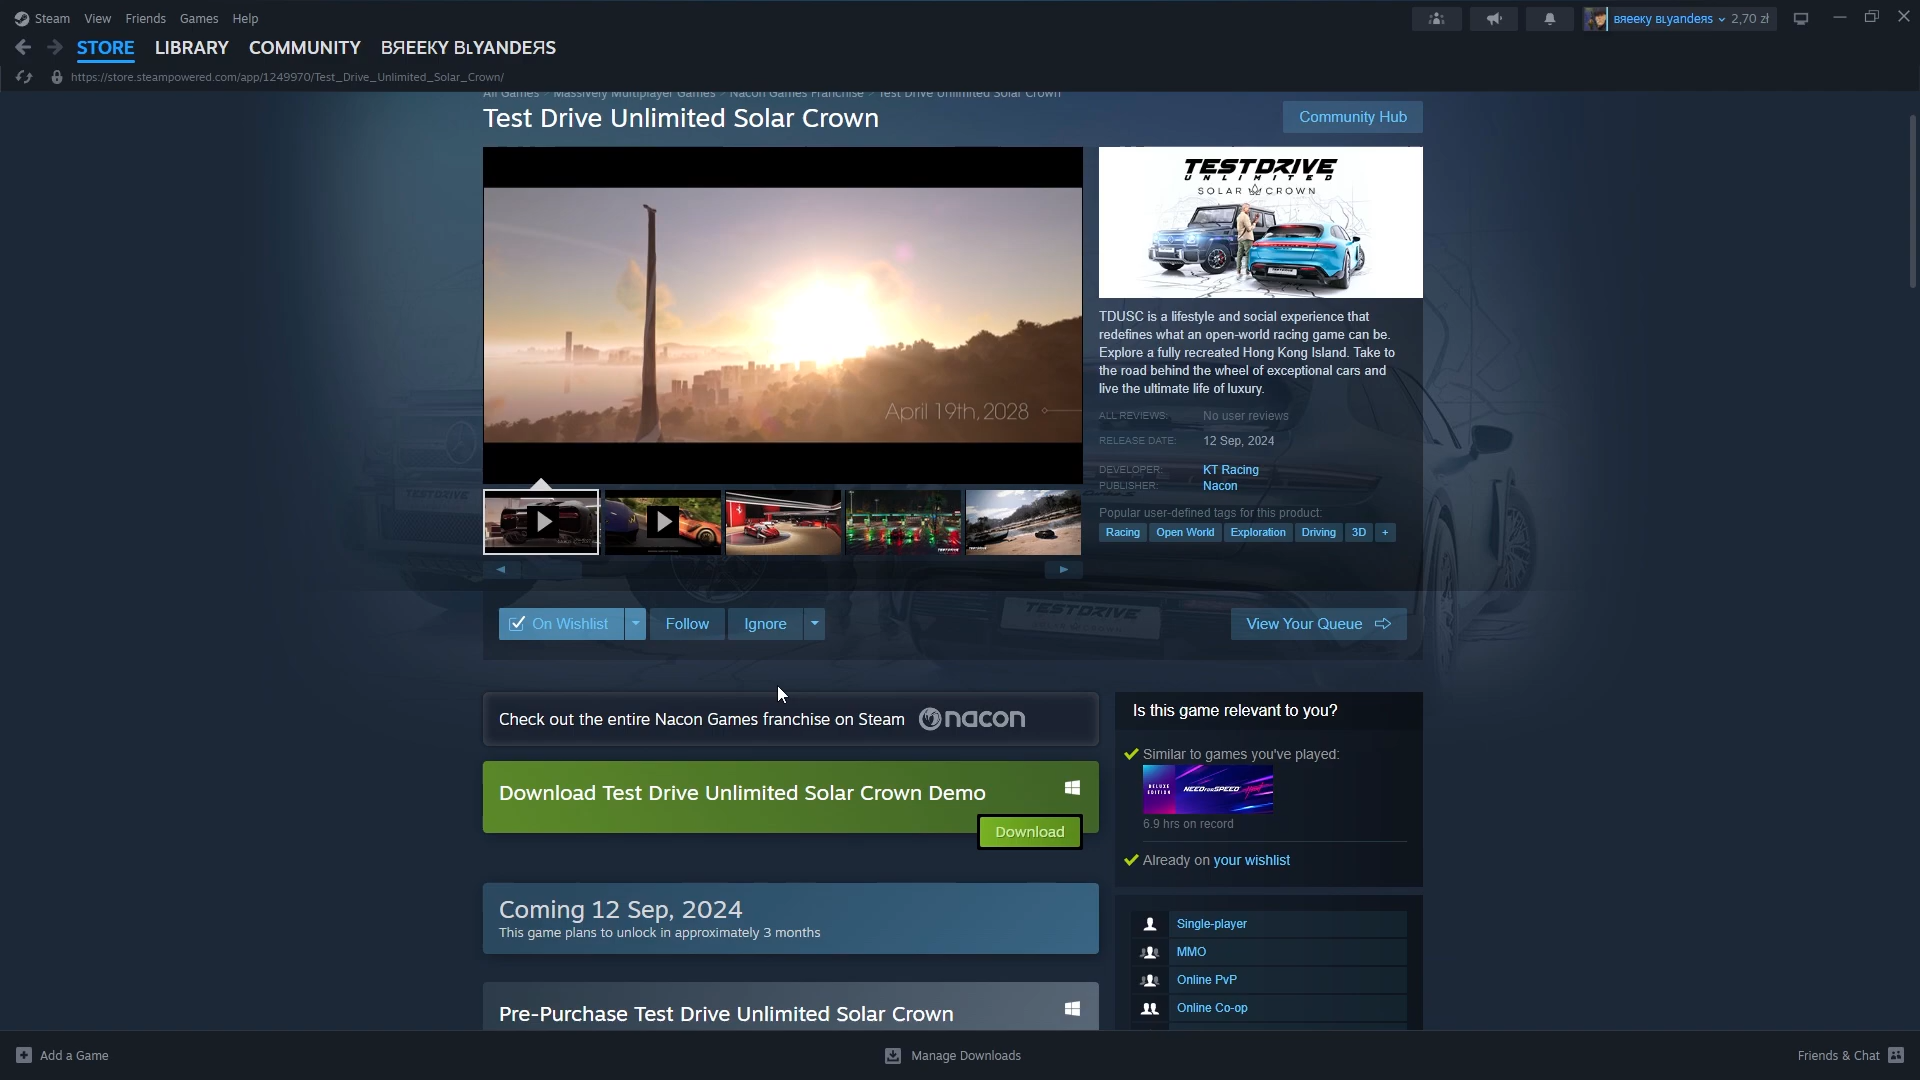 Steam View Friends Games Help
ʙᴙᴇᴇᴋʏ ʙʟʏᴀɴᴅᴇᴙs 2,70 zł
STORE LIBRARY COMMUNITY BЯEEKY BLYANDEЯS
https://store.steampowered.com/app/1249970/Test_Drive_Unlimited_Solar_Crown/
All Games > Massively Multiplayer Games > Nacon Games Franchise > Test Drive Unlimited Solar Crown
Test Drive Unlimited Solar Crown
Community Hub
April 19th, 2028
TEST DRIVE
UNLIMITED
SOLAR CROWN
TDUSC is a lifestyle and social experience that
redefines what an open-world racing game can be.
Explore a fully recreated Hong Kong Island. Take to
the road behind the wheel of exceptional cars and
live the ultimate life of luxury.
ALL REVIEWS: No user reviews
RELEASE DATE: 12 Sep, 2024
DEVELOPER: KT Racing
PUBLISHER: Nacon
Popular user-defined tags for this product:
Racing Open World Exploration Driving 3D +
On Wishlist Follow Ignore
View Your Queue
Check out the entire Nacon Games franchise on Steam nacon
Download Test Drive Unlimited Solar Crown Demo
Download
Coming 12 Sep, 2024
This game plans to unlock in approximately 3 months
Pre-Purchase Test Drive Unlimited Solar Crown
Is this game relevant to you?
Similar to games you've played:
DELUXE
EDITION
NEED FOR SPEED
6.9 hrs on record
Already on your wishlist
Single-player
MMO
Online PvP
Online Co-op
Add a Game
Manage Downloads
Friends & Chat